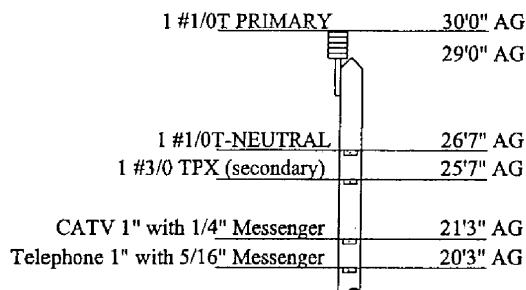 1 #1/0T PRIMARY 30'0" AG
29'0" AG
1 #1/0T-NEUTRAL 26'7" AG
1 #3/0 TPX (secondary) 25'7" AG
CATV 1" with 1/4" Messenger 21'3" AG
Telephone 1" with 5/16" Messenger 20'3" AG